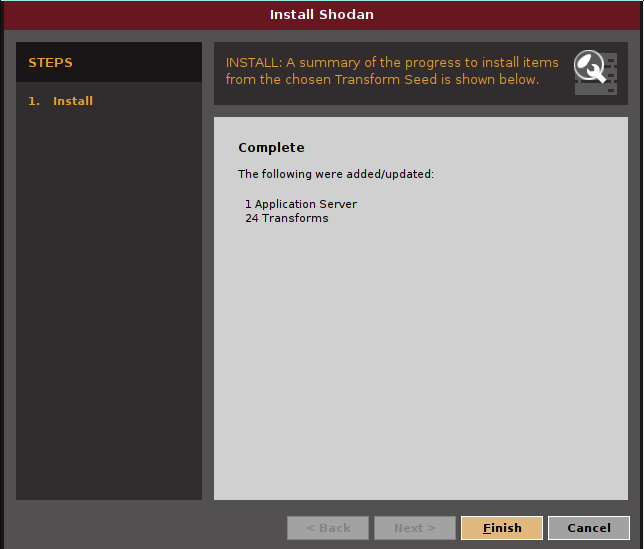 Install Shodan
STEPS
1. Install
INSTALL: A summary of the progress to install items
from the chosen Transform Seed is shown below.
Complete
The following were added/updated:
1 Application Server
24 Transforms
< Back
Next >
Finish
Cancel